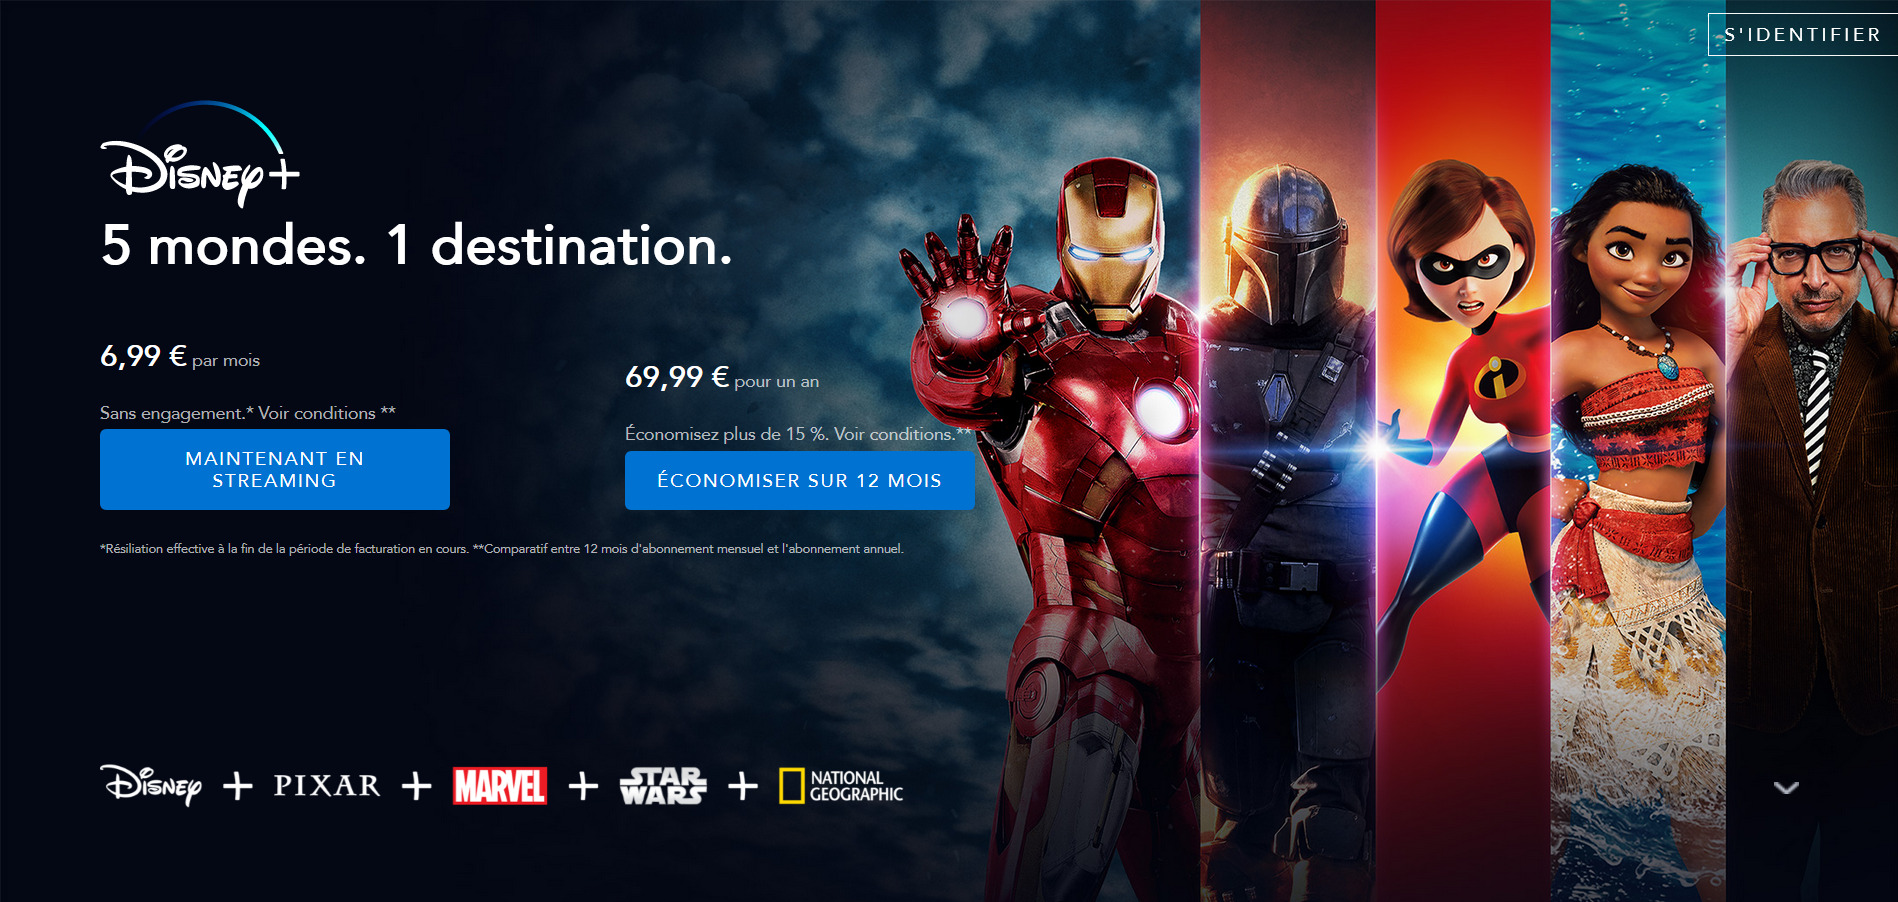 S'IDENTIFIER
Disney+
5 mondes. 1 destination.
6,99 € par mois
Sans engagement.* Voir conditions **
MAINTENANT EN
STREAMING
69,99 € pour un an
Économisez plus de 15 %. Voir conditions.**
ÉCONOMISER SUR 12 MOIS
*Résiliation effective à la fin de la période de facturation en cours. **Comparatif entre 12 mois d'abonnement mensuel et l'abonnement annuel.
Disney + PIXAR + MARVEL + STAR WARS + NATIONAL GEOGRAPHIC